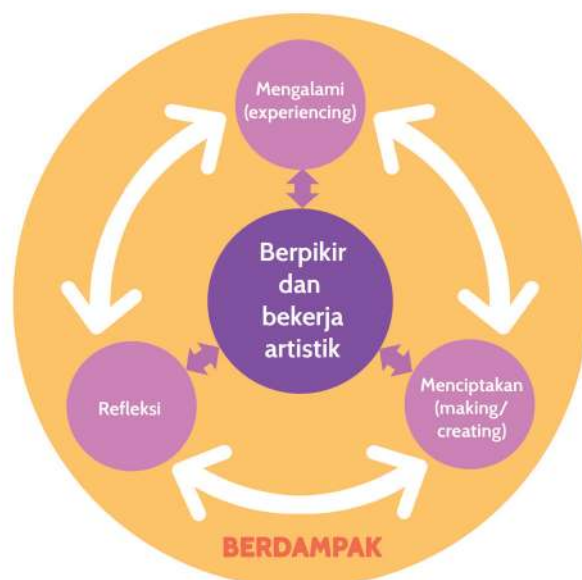 Mengalami
(experiencing)
Berpikir
dan
bekerja
artistik
Refleksi
Menciptakan
(making/
creating)
BERDAMPAK